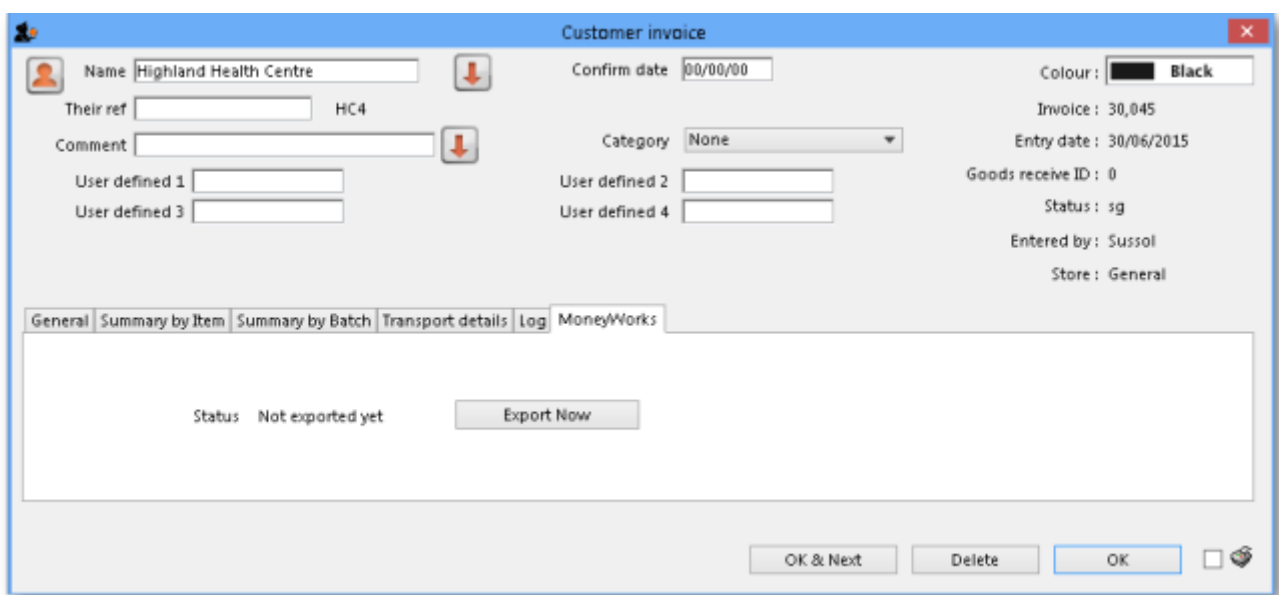 Customer invoice
Name Highland Health Centre Confirm date 00/00/00 Colour : Black
Their ref HC4 Invoice : 30,045
Comment Category None Entry date : 30/06/2015
User defined 1 User defined 2 Goods receive ID : 0
User defined 3 User defined 4 Status : sg
Entered by : Sussol
Store : General
General Summary by Item Summary by Batch Transport details Log MoneyWorks
Status Not exported yet Export Now
OK & Next Delete OK